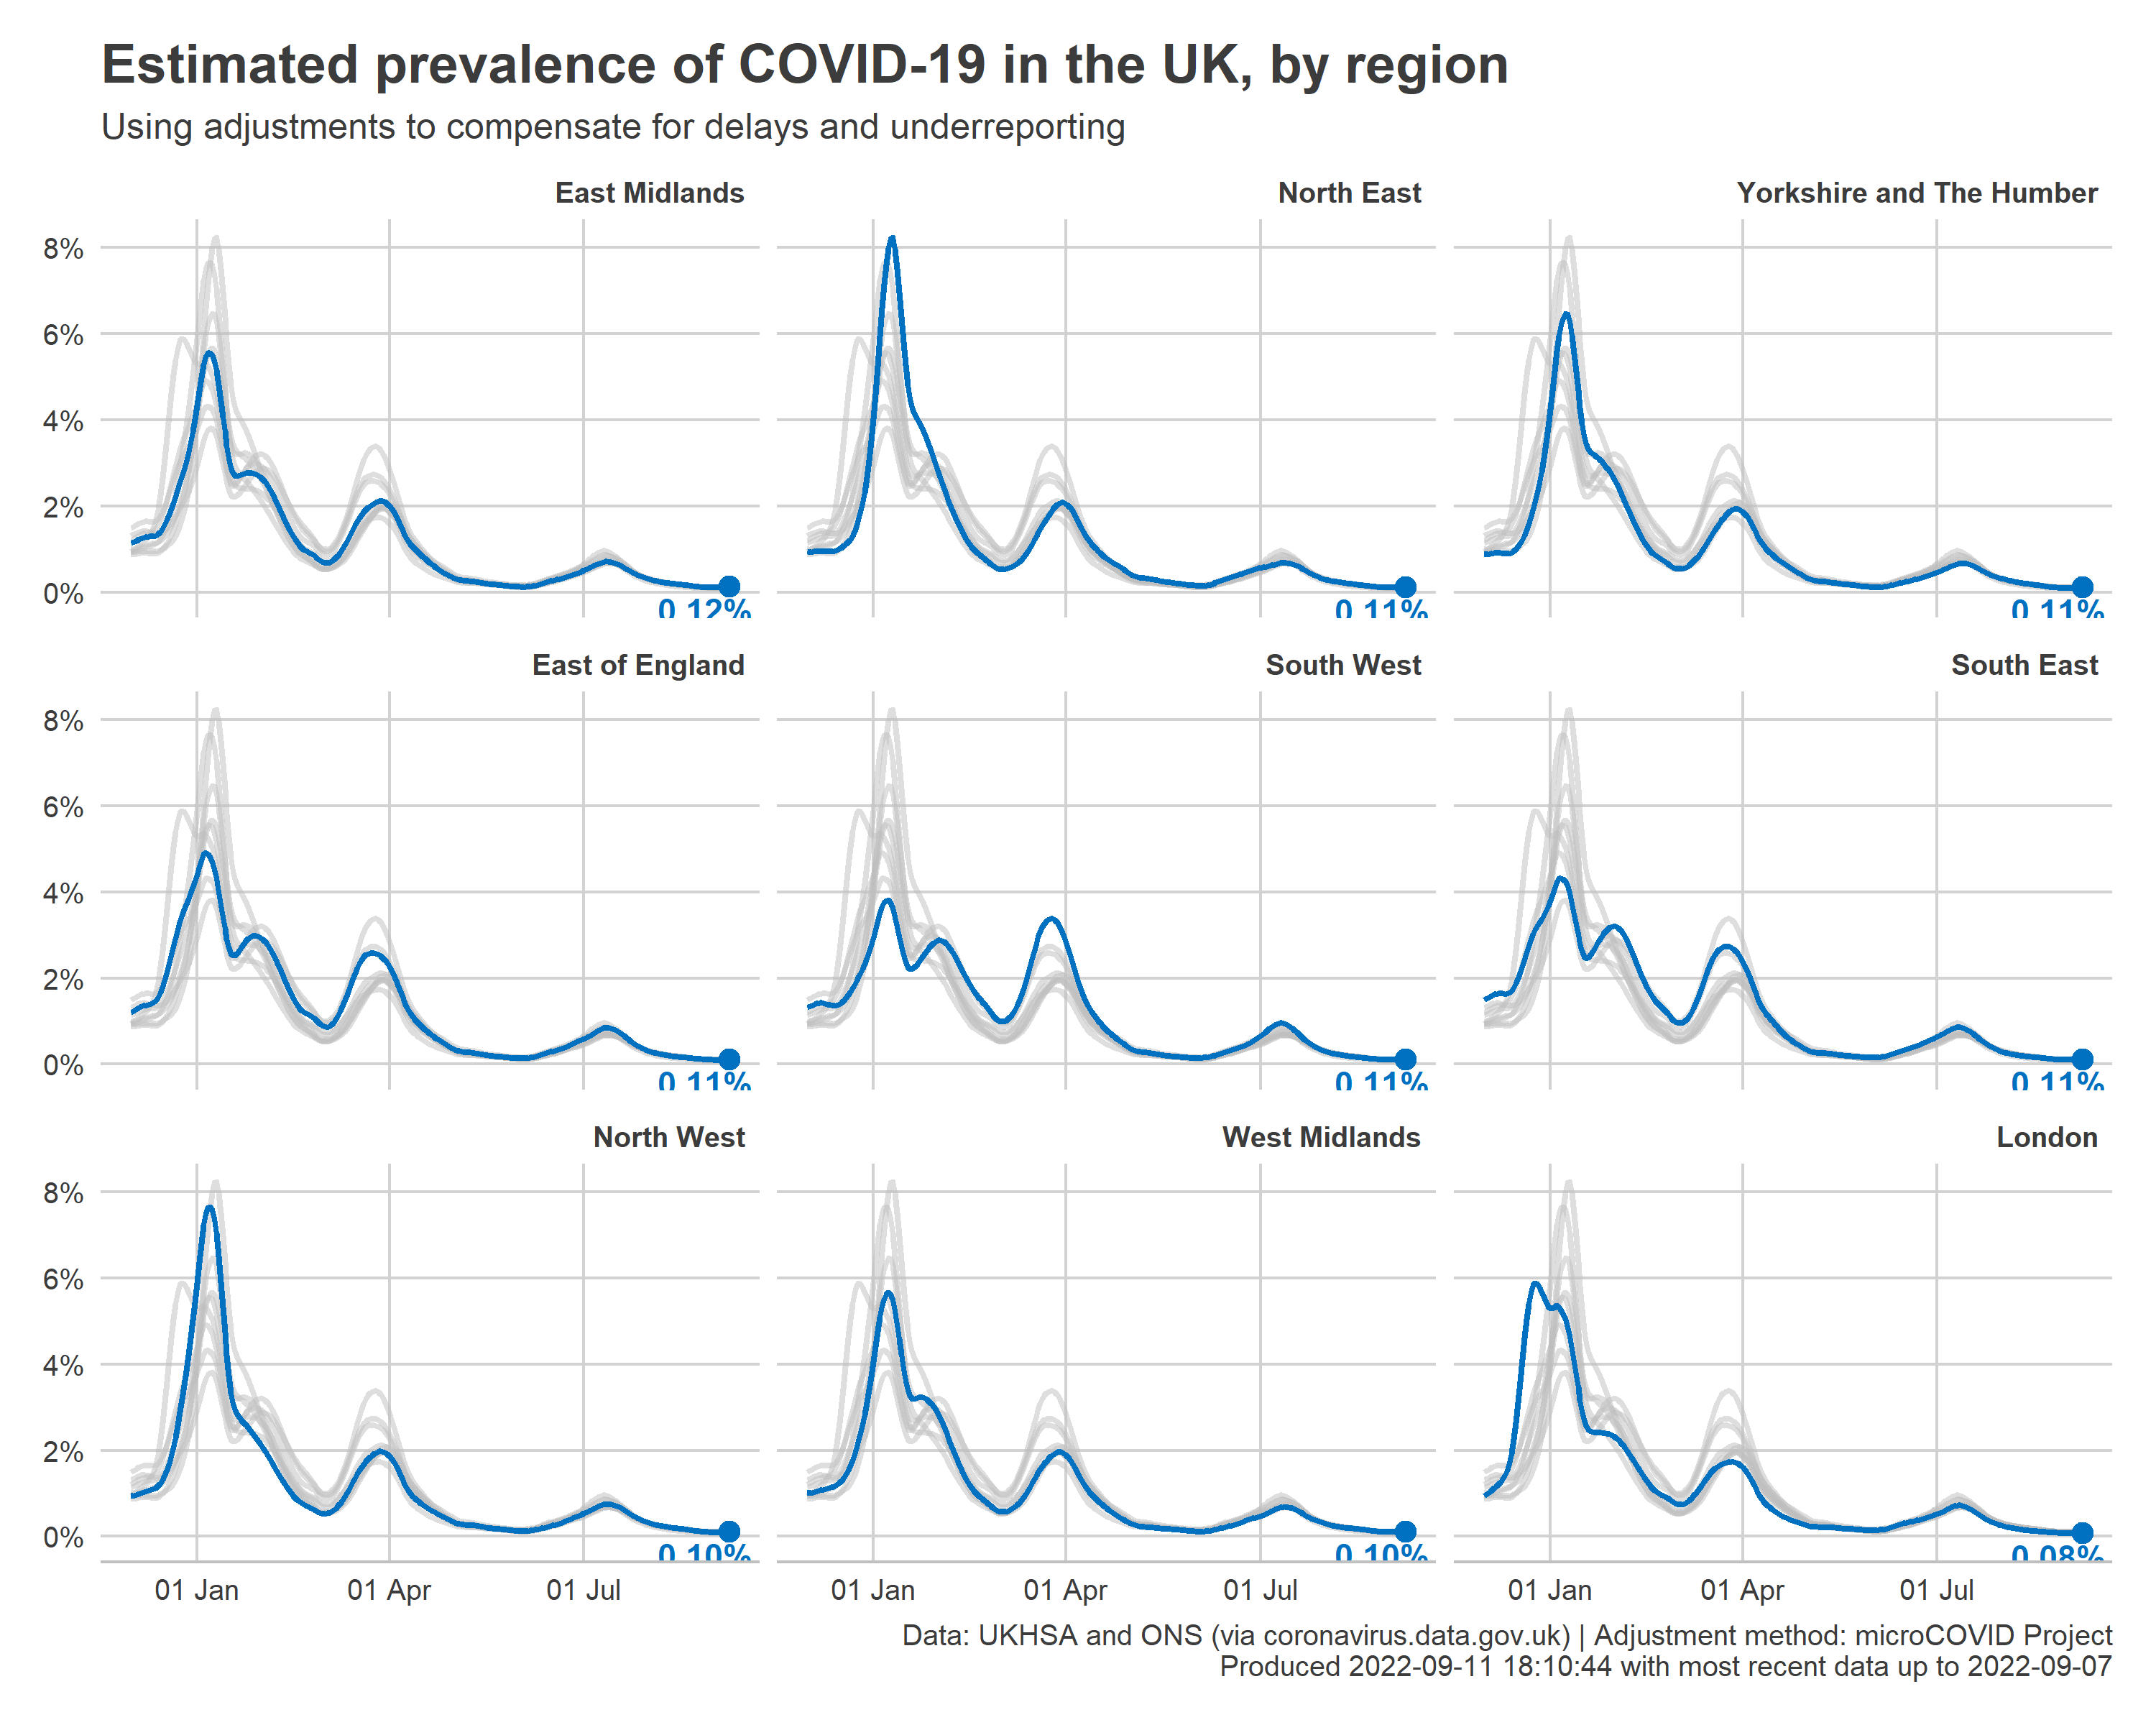 Estimated prevalence of COVID-19 in the UK, by region
Using adjustments to compensate for delays and underreporting
East Midlands
North East
Yorkshire and The Humber
8%
6%
4%
2%
0%
0.12%
0.11%
0.11%
East of England
South West
South East
8%
6%
4%
2%
0%
0.11%
0.11%
0.11%
North West
West Midlands
London
8%
6%
4%
2%
0%
0.10%
0.10%
0.08%
01 Jan
01 Apr
01 Jul
01 Jan
01 Apr
01 Jul
01 Jan
01 Apr
01 Jul
Data: UKHSA and ONS (via coronavirus.data.gov.uk) | Adjustment method: microCOVID Project
Produced 2022-09-11 18:10:44 with most recent data up to 2022-09-07